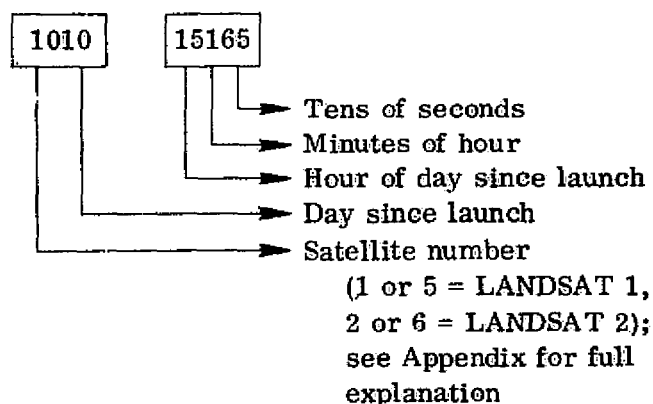 1010 15165
Tens of seconds
Minutes of hour
Hour of day since launch
Day since launch
Satellite number
(1 or 5 = LANDSAT 1,
2 or 6 = LANDSAT 2);
see Appendix for full
explanation